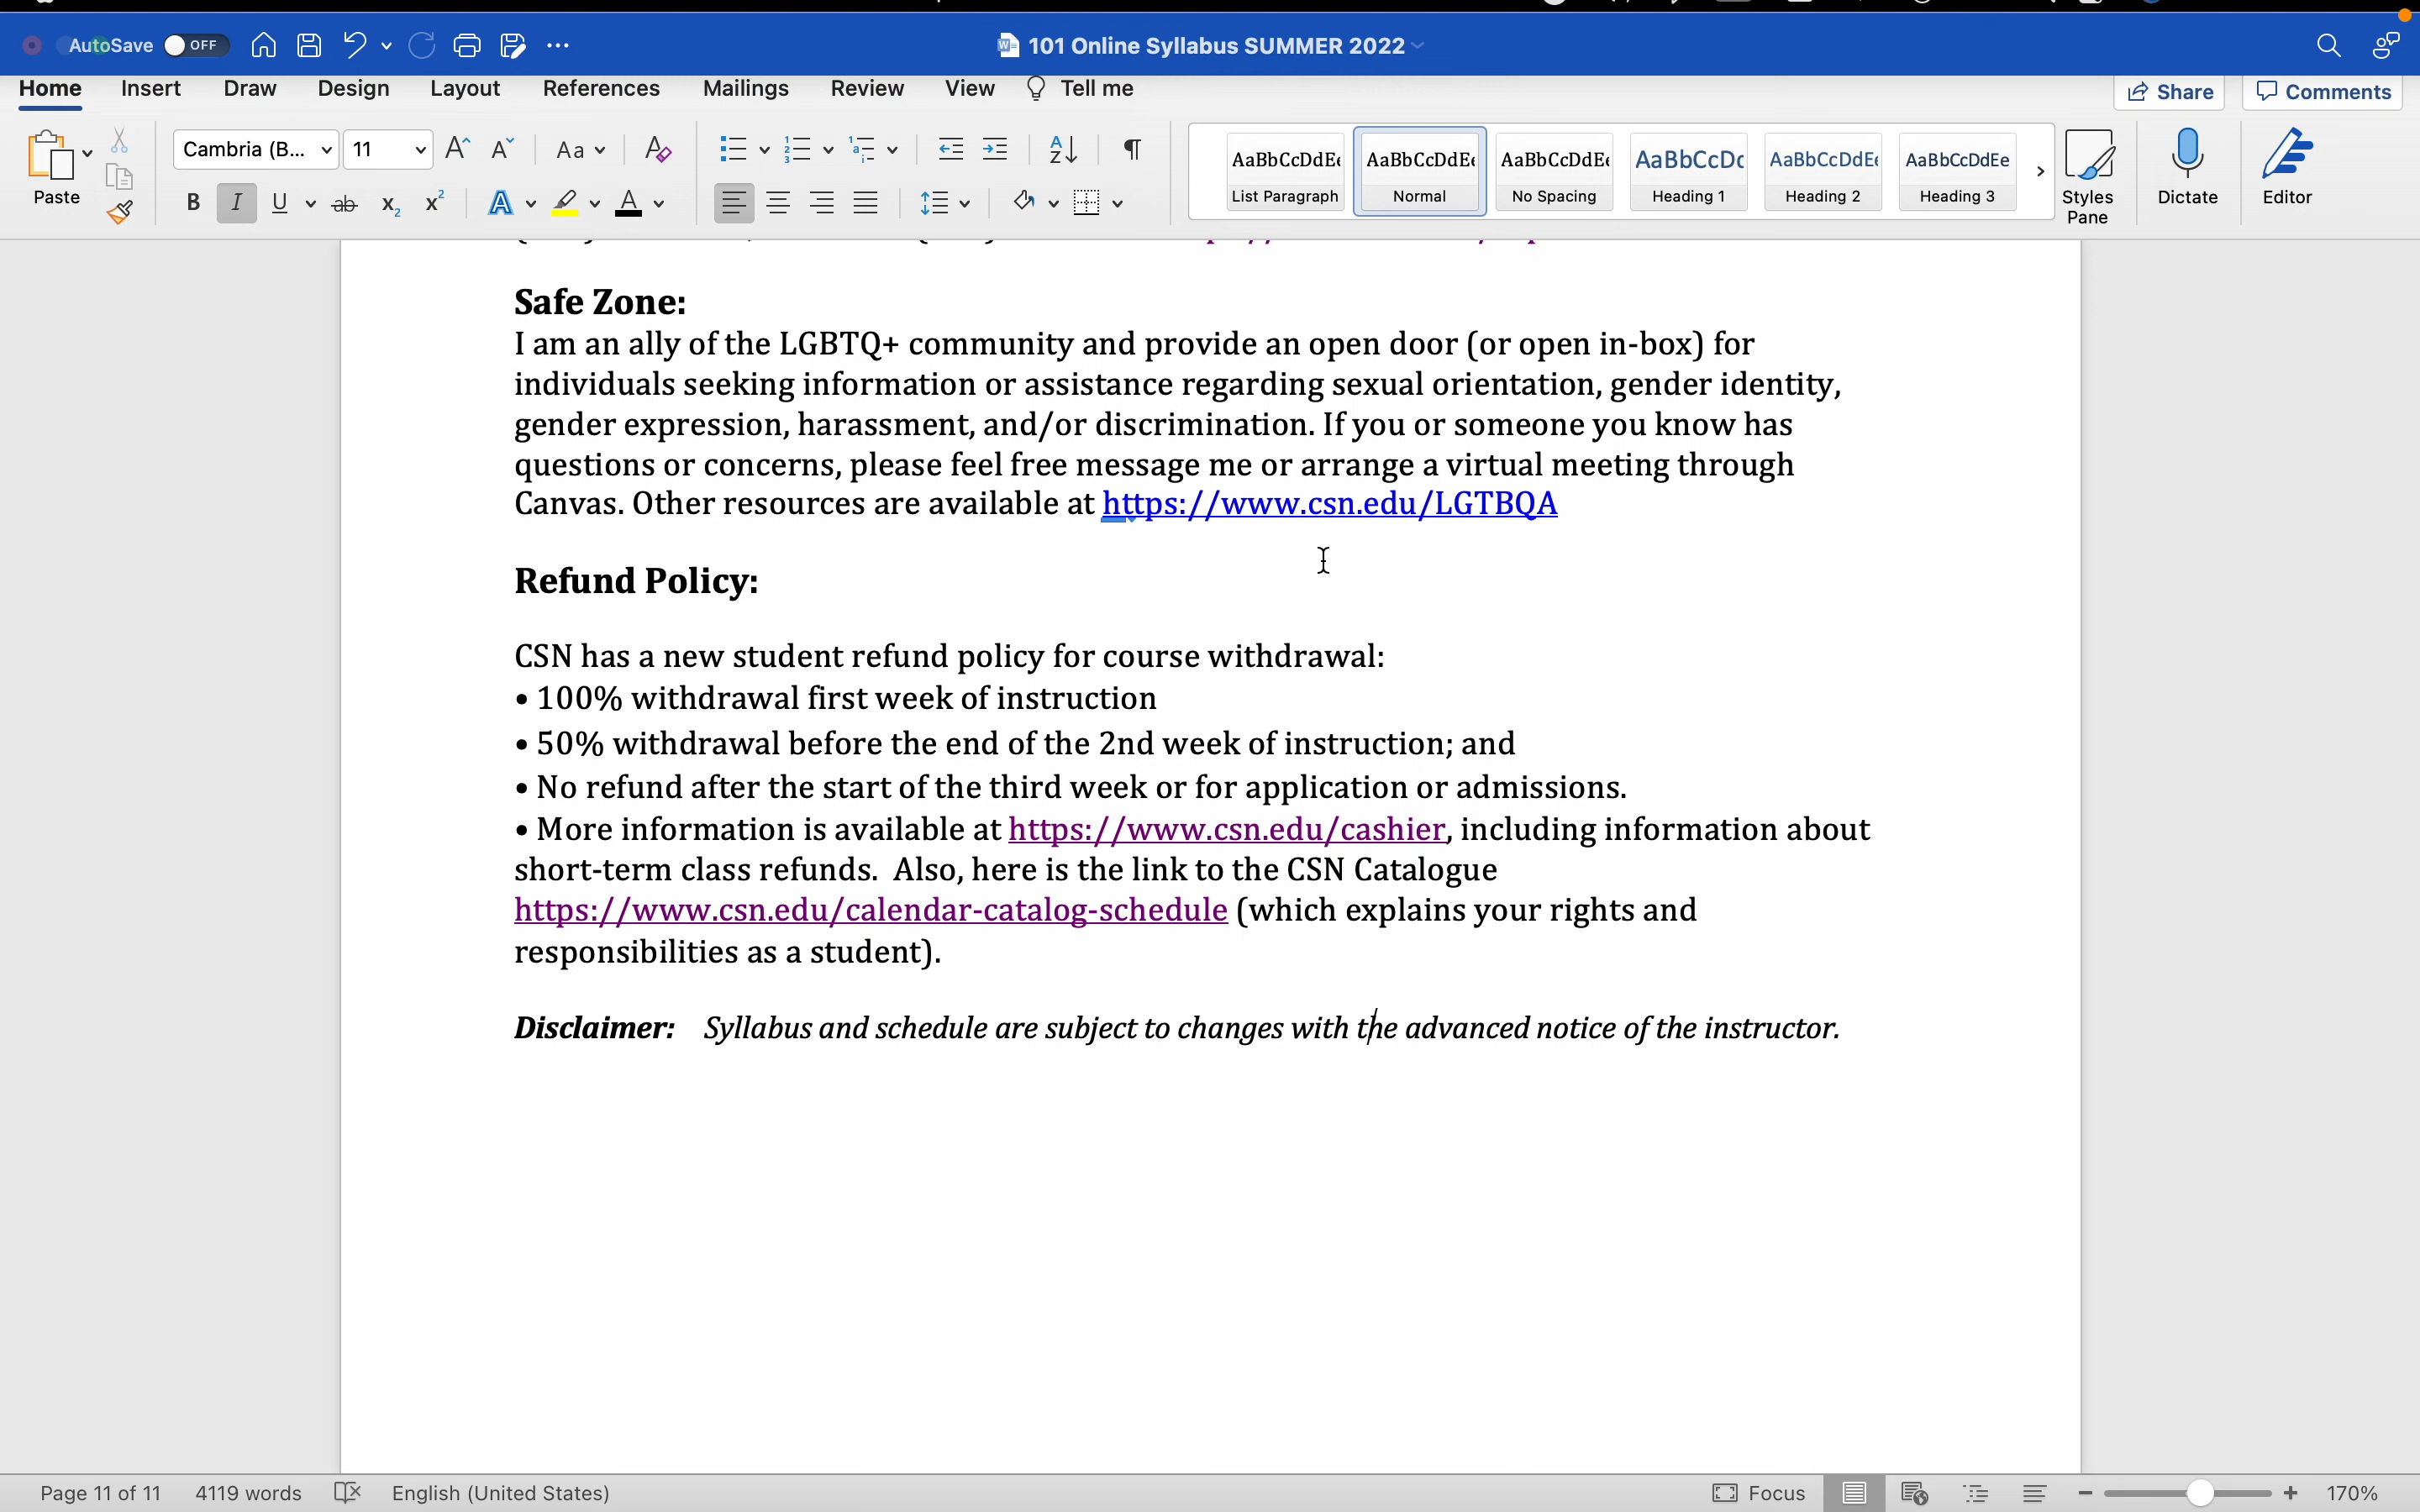 AutoSave OFF
101 Online Syllabus SUMMER 2022
Home Insert Draw Design Layout References Mailings Review View Tell me Share Comments
Paste Cambria (B... 11 Aa
AaBbCcDdEe AaBbCcDdEe AaBbCcDdEe AaBbCcDc AaBbCcDdEe AaBbCcDdEe
List Paragraph Normal No Spacing Heading 1 Heading 2 Heading 3
Styles Pane
Dictate Editor
Safe Zone:
I am an ally of the LGBTQ+ community and provide an open door (or open in-box) for
individuals seeking information or assistance regarding sexual orientation, gender identity,
gender expression, harassment, and/or discrimination. If you or someone you know has
questions or concerns, please feel free message me or arrange a virtual meeting through
Canvas. Other resources are available at https://www.csn.edu/LGTBQA
Refund Policy:
CSN has a new student refund policy for course withdrawal:
• 100% withdrawal first week of instruction
• 50% withdrawal before the end of the 2nd week of instruction; and
• No refund after the start of the third week or for application or admissions.
• More information is available at https://www.csn.edu/cashier, including information about
short-term class refunds. Also, here is the link to the CSN Catalogue
https://www.csn.edu/calendar-catalog-schedule (which explains your rights and
responsibilities as a student).
Disclaimer: Syllabus and schedule are subject to changes with the advanced notice of the instructor.
Page 11 of 11 4119 words English (United States) Focus 170%